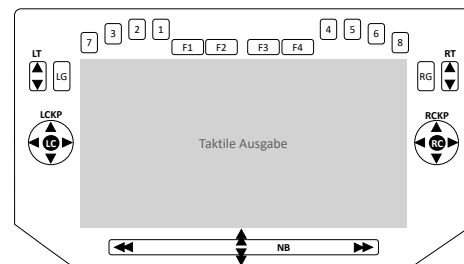 7 3 2 1 F1 F2 F3 F4 4 5 6 8
LT LG RG RT
LCKP RCKP
LC Taktile Ausgabe RC
NB